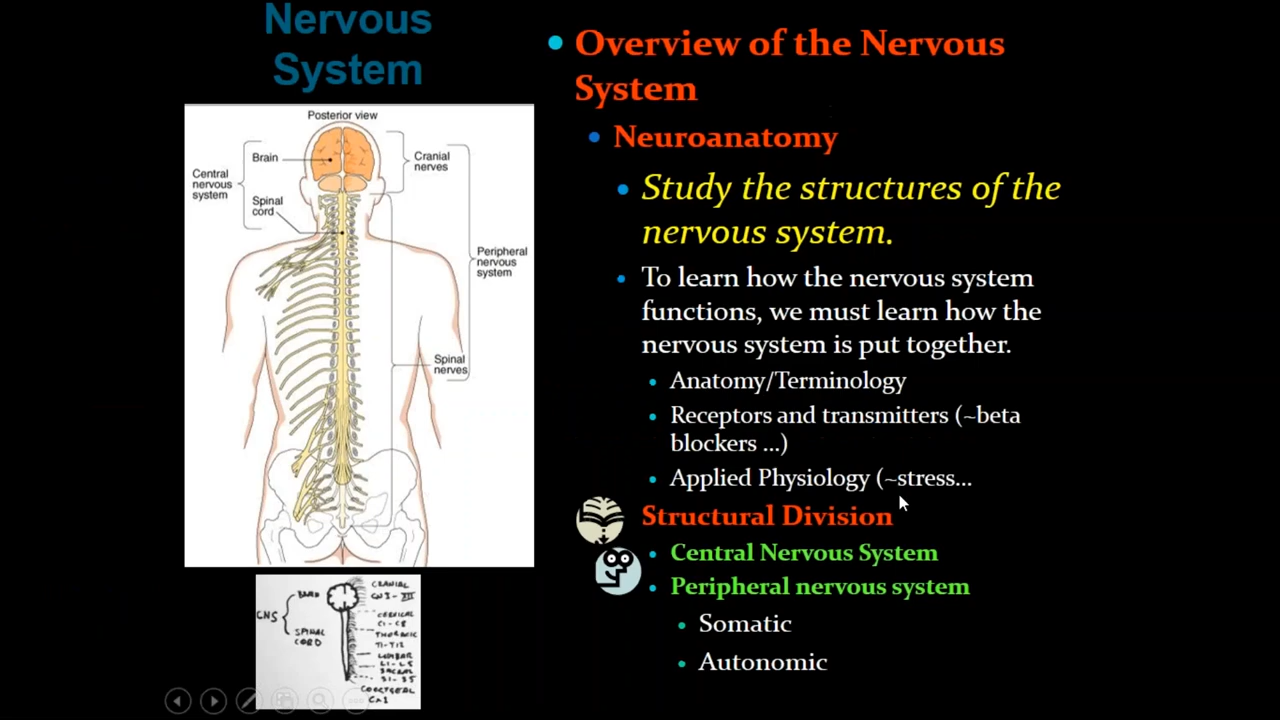 Nervous
System
Posterior view
Brain
Cranial
nerves
Central
nervous
system
Spinal
cord
Peripheral
nervous
system
Spinal
nerves
CNS
SPINAL
CORD
CRANIAL
CERVICAL
C1-C8
THORACIC
T1-T12
LUMBAR
L1-L5
SACRAL
S1-S5
COCCYGEAL
Cx1
• Overview of the Nervous
System
• Neuroanatomy
• Study the structures of the
nervous system.
• To learn how the nervous system
functions, we must learn how the
nervous system is put together.
• Anatomy/Terminology
• Receptors and transmitters (~beta
blockers ...)
• Applied Physiology (~stress...
Structural Division
• Central Nervous System
• Peripheral nervous system
• Somatic
• Autonomic